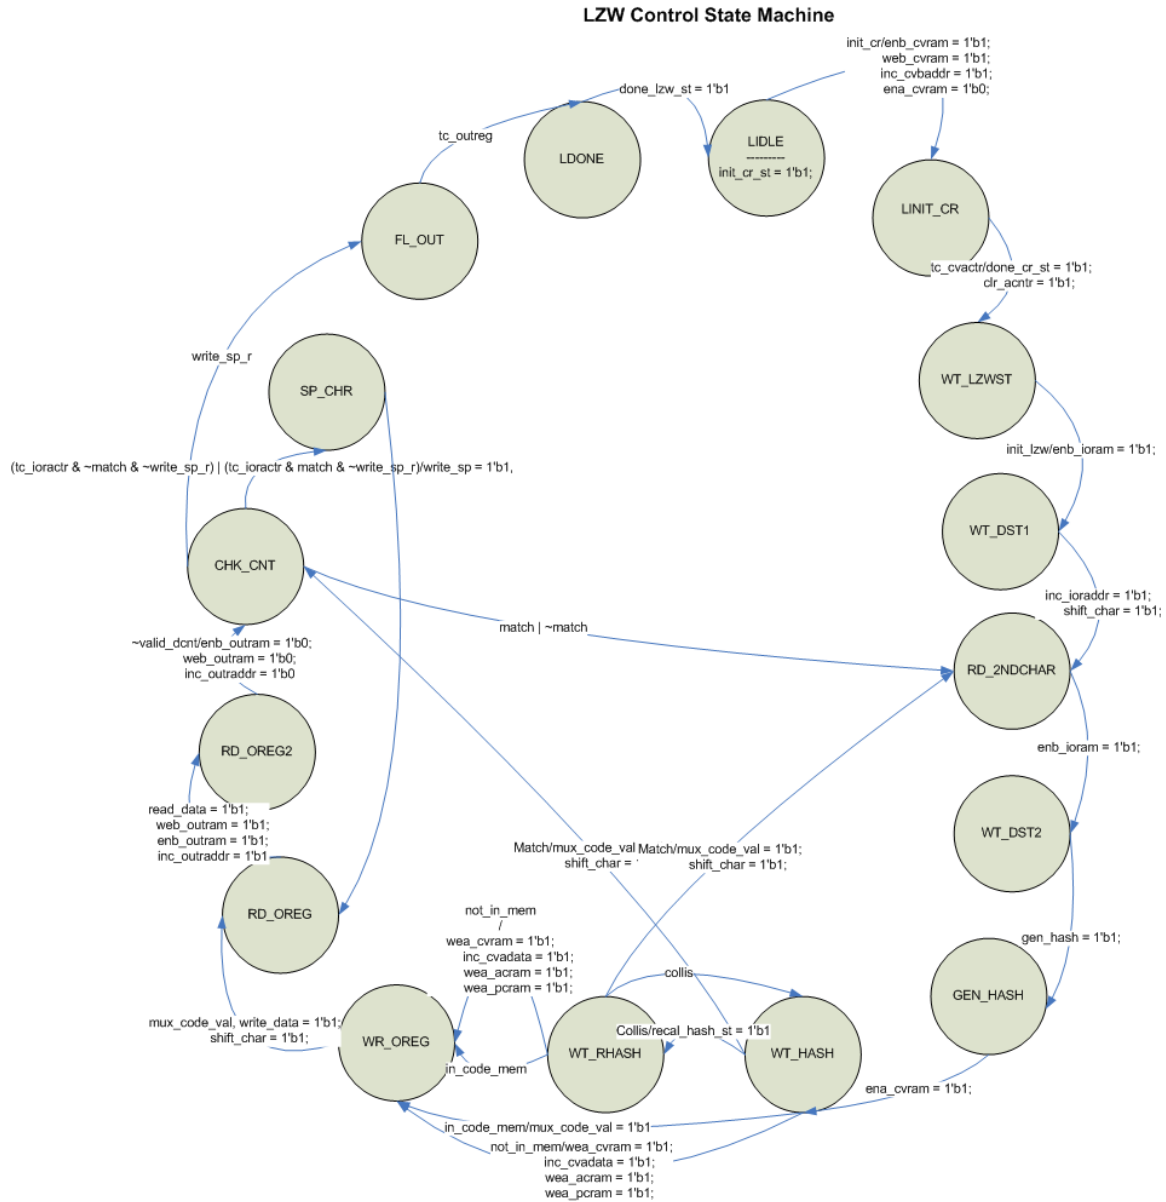 LZW Control State Machine
init_cr/enb_cvram = 1'b1;
web_cvram = 1'b1;
inc_cvbaddr = 1'b1;
ena_cvram = 1'b0;
done_lzw_st = 1'b1
tc_outreg
LDONE
LIDLE
---------
init_cr_st = 1'b1;
LINIT_CR
FL_OUT
tc_cvactr/done_cr_st = 1'b1;
clr_acntr = 1'b1;
write_sp_r
SP_CHR
WT_LZWST
init_lzw/enb_ioram = 1'b1;
(tc_ioractr & ~match & ~write_sp_r) | (tc_ioractr & match & ~write_sp_r)/write_sp = 1'b1,
WT_DST1
CHK_CNT
inc_ioraddr = 1'b1;
shift_char = 1'b1;
match | ~match
~valid_dcnt/enb_outram = 1'b0;
web_outram = 1'b0;
inc_outraddr = 1'b0
RD_2NDCHAR
RD_OREG2
enb_ioram = 1'b1;
read_data = 1'b1;
web_outram = 1'b1;
enb_outram = 1'b1;
inc_outraddr = 1'b1
WT_DST2
Match/mux_code_val
shift_char = '
Match/mux_code_val = 1'b1;
shift_char = 1'b1;
RD_OREG
not_in_mem
/
wea_cvram = 1'b1;
inc_cvadata = 1'b1;
wea_acram = 1'b1;
wea_pcram = 1'b1;
gen_hash = 1'b1;
collis
GEN_HASH
mux_code_val, write_data = 1'b1;
shift_char = 1'b1;
WR_OREG
Collis/recal_hash_st = 1'b1
WT_RHASH
WT_HASH
in_code_mem
ena_cvram = 1'b1;
in_code_mem/mux_code_val = 1'b1
not_in_mem/wea_cvram = 1'b1;
inc_cvadata = 1'b1;
wea_acram = 1'b1;
wea_pcram = 1'b1;